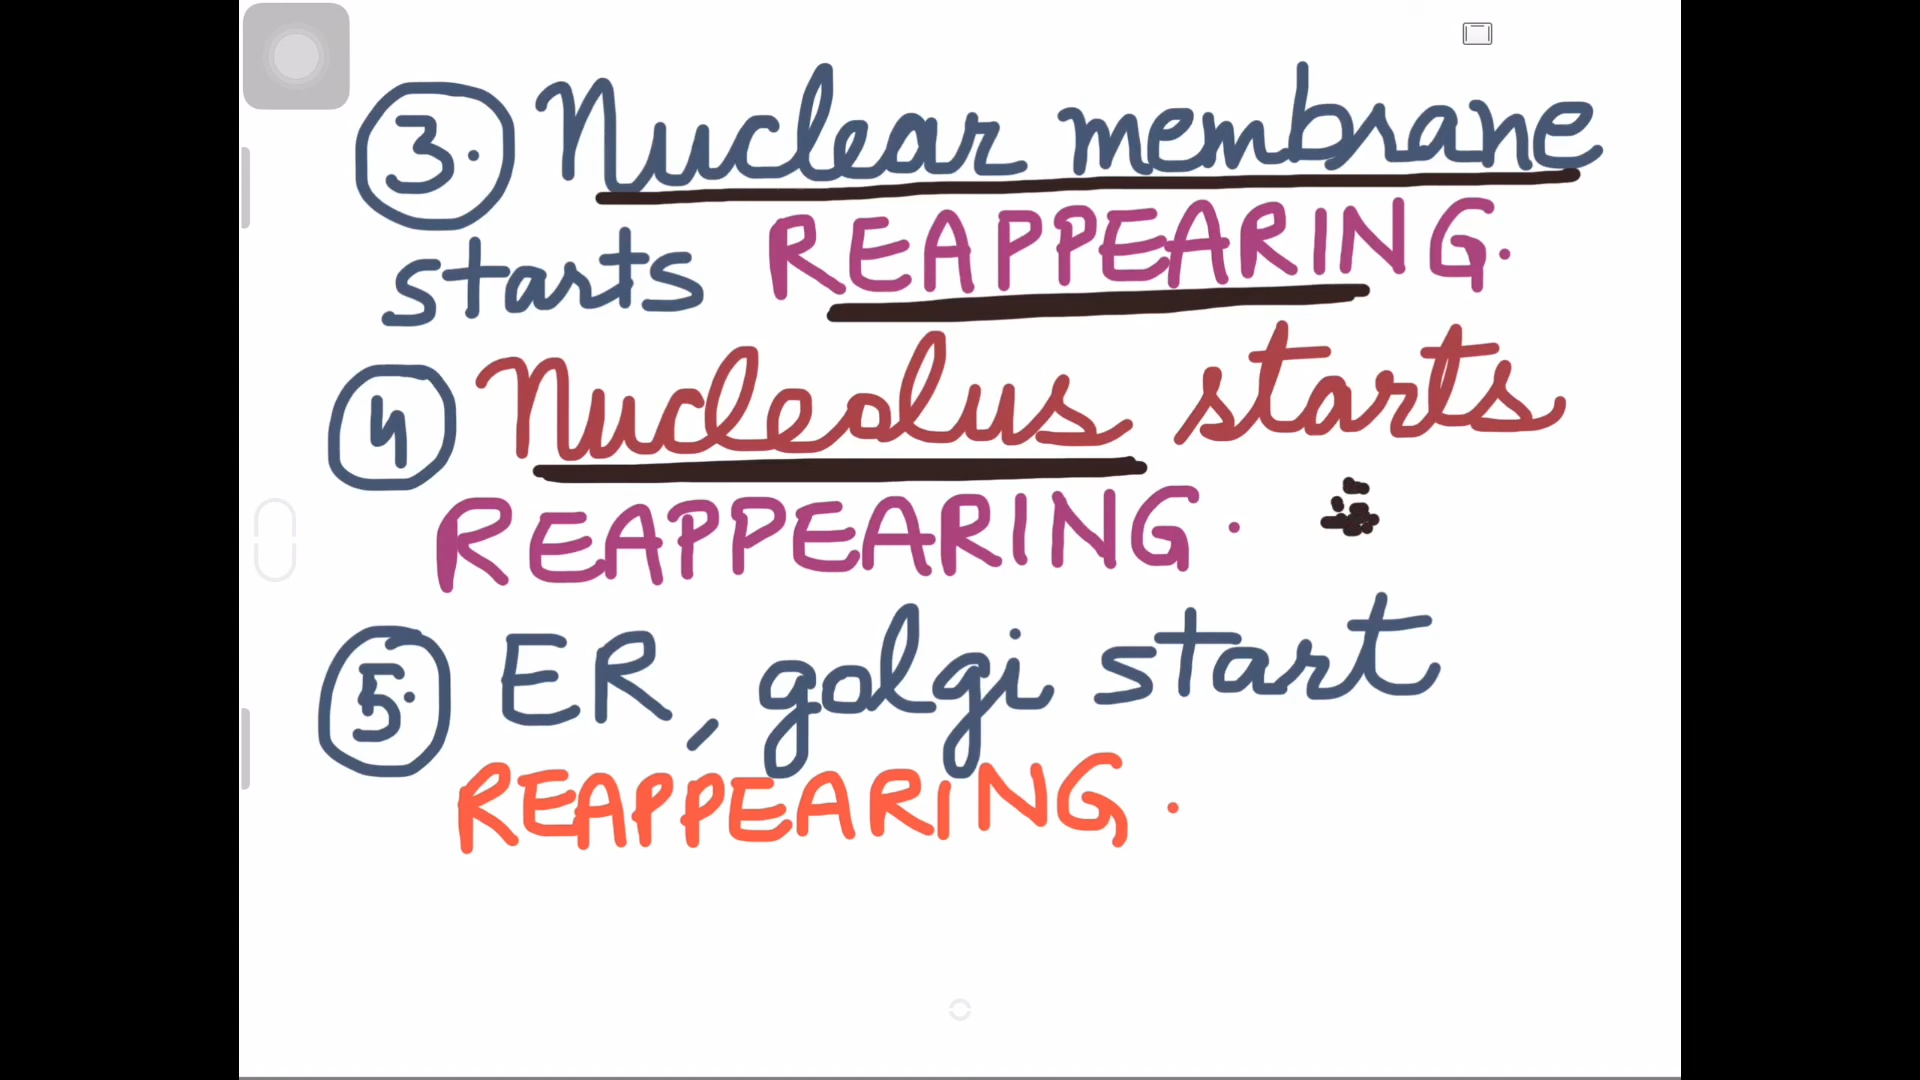 3. Nuclear membrane
starts REAPPEARING.
4 Nucleolus starts
REAPPEARING.
5. ER, golgi start
REAPPEARING.